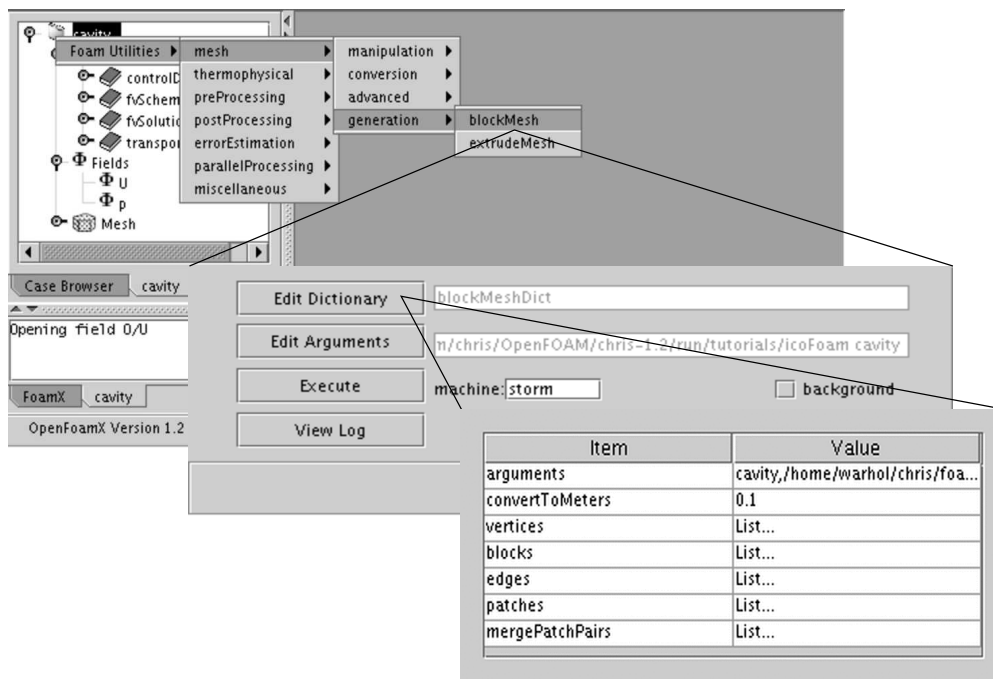 cavity
Foam Utilities
mesh
manipulation
thermophysical
conversion
controlD
preProcessing
advanced
fvSchem
postProcessing
generation
blockMesh
fvSolutio
errorEstimation
extrudeMesh
transpor
parallelProcessing
Φ Fields
miscellaneous
Φ U
Φ p
Mesh
Case Browser cavity
Opening field 0/U
FoamX cavity
OpenFoamX Version 1.2
Edit Dictionary blockMeshDict
Edit Arguments n/chris/OpenFOAM/chris-1.2/run/tutorials/icoFoam cavity
Execute machine: storm background
View Log
Item Value
arguments cavity,/home/warhol/chris/foa...
convertToMeters 0.1
vertices List...
blocks List...
edges List...
patches List...
mergePatchPairs List...